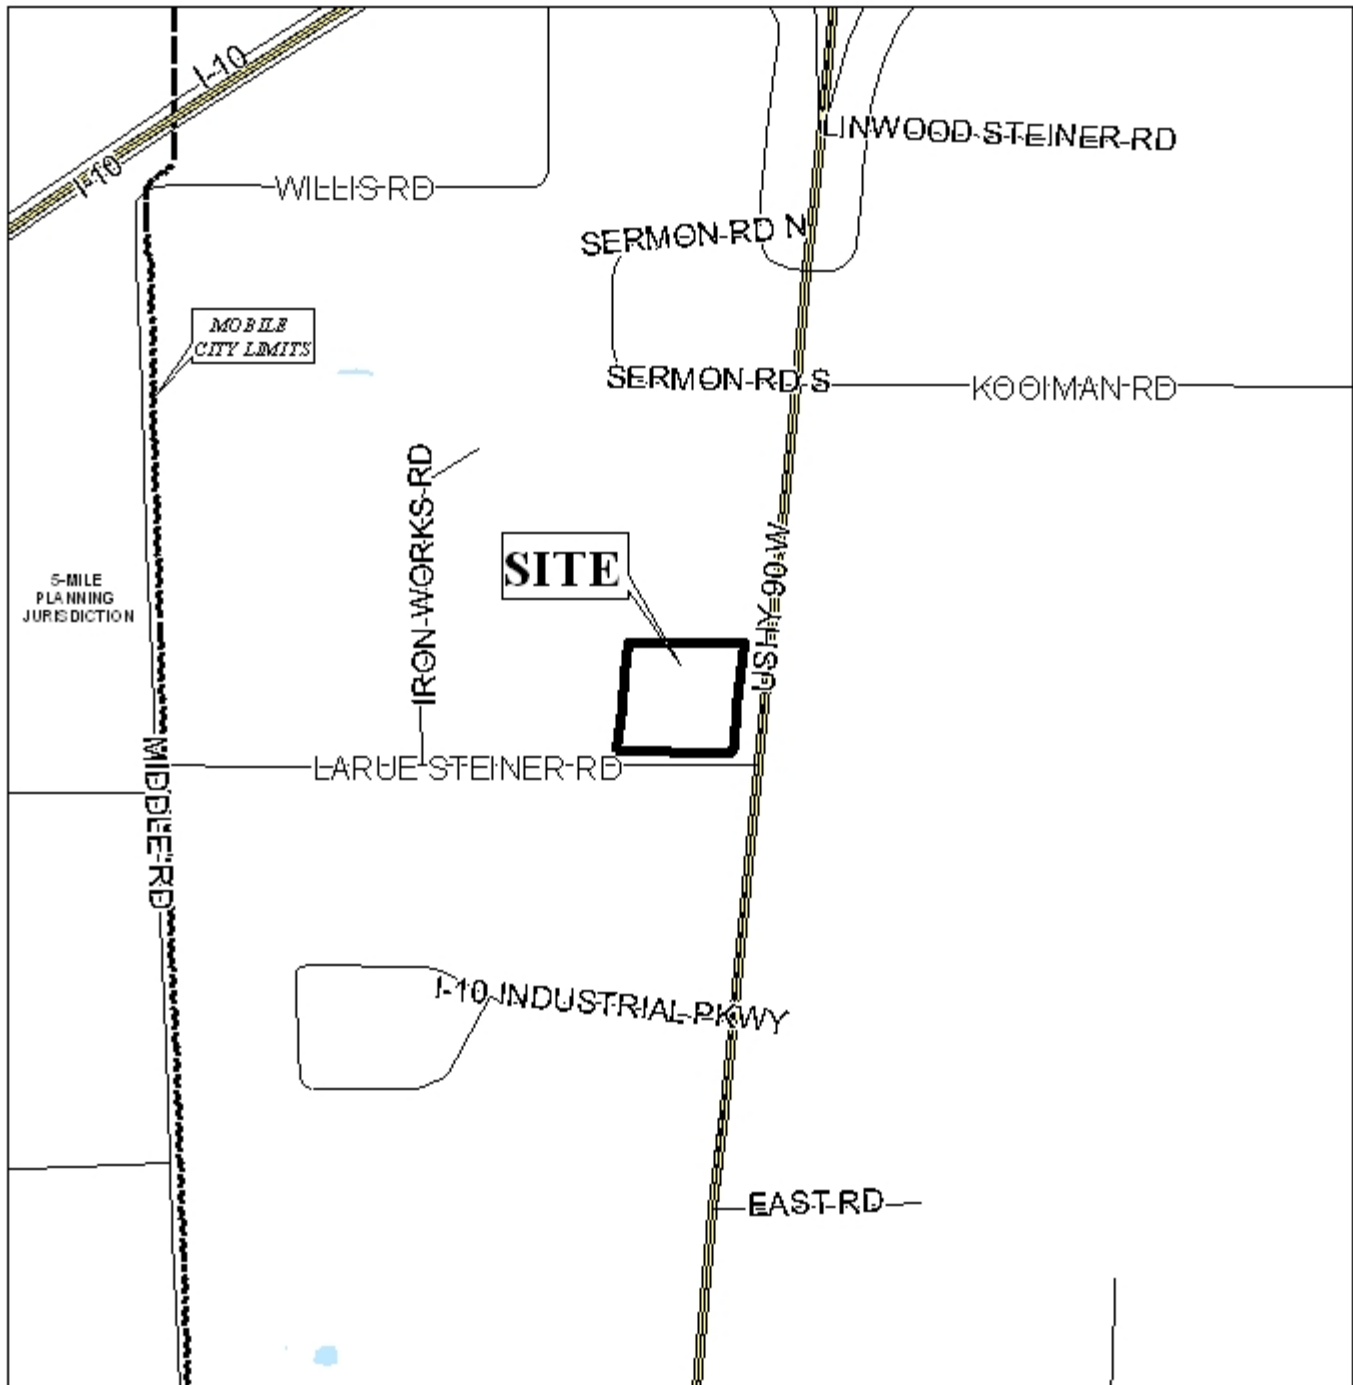 I-10
I-10
LINWOOD STEINER RD
WILLIS RD
SERMON RD N
MOBILE
CITY LIMITS
SERMON RD S
KOOIMAN RD
IRON WORKS RD
SITE
US HY 90 W
5-MILE
PLANNING
JURISDICTION
MIDDLE RD
LARUE STEINER RD
I-10 INDUSTRIAL PKWY
EAST RD